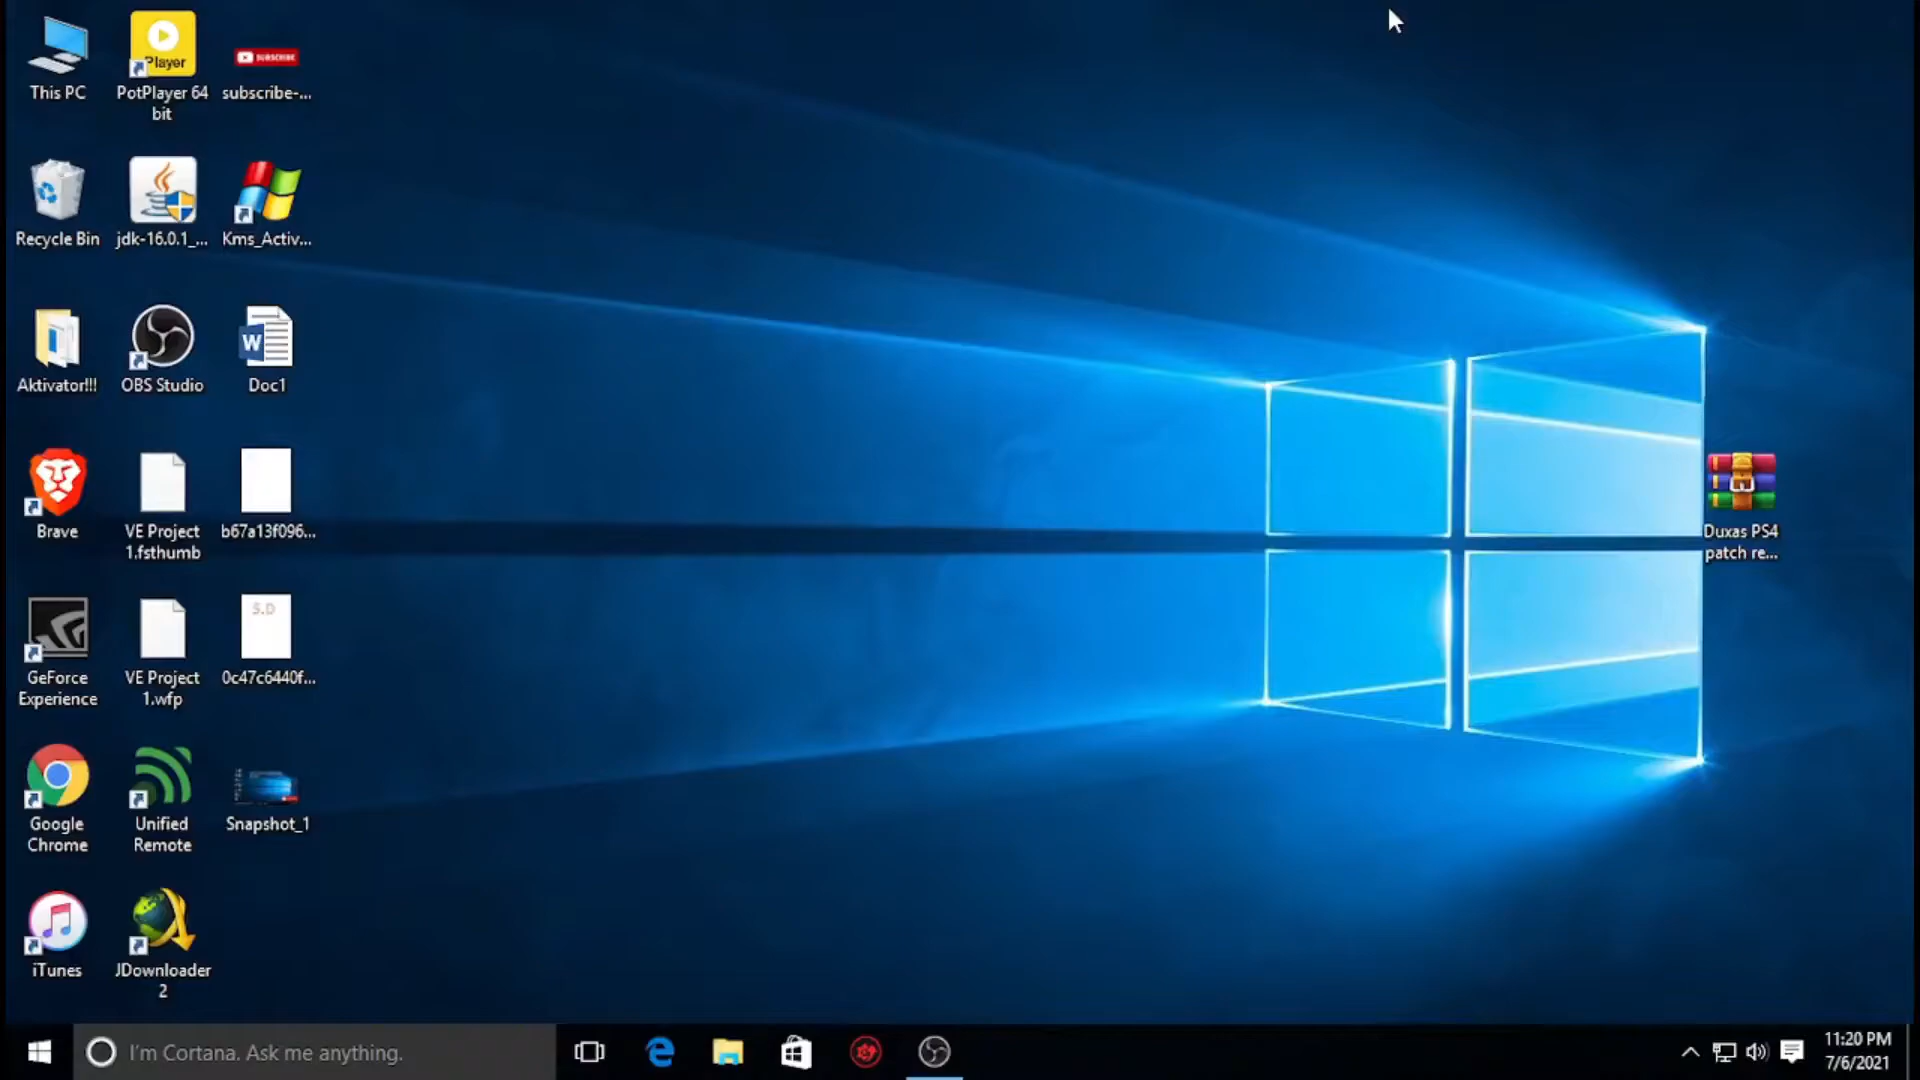 This PC
Player
PotPlayer 64
bit
SUBSCRIBE
subscribe-...
Recycle Bin
jdk-16.0.1_...
Kms_Activ...
Aktivator!!!
OBS Studio
W
Doc1
Brave
VE Project
1.fsthumb
b67a13f096...
Duxas PS4
patch re...
GeForce
Experience
VE Project
1.wfp
S.D
0c47c6440f...
Google
Chrome
Unified
Remote
Snapshot_1
iTunes
JDownloader
2
I'm Cortana. Ask me anything.
11:20 PM
7/6/2021